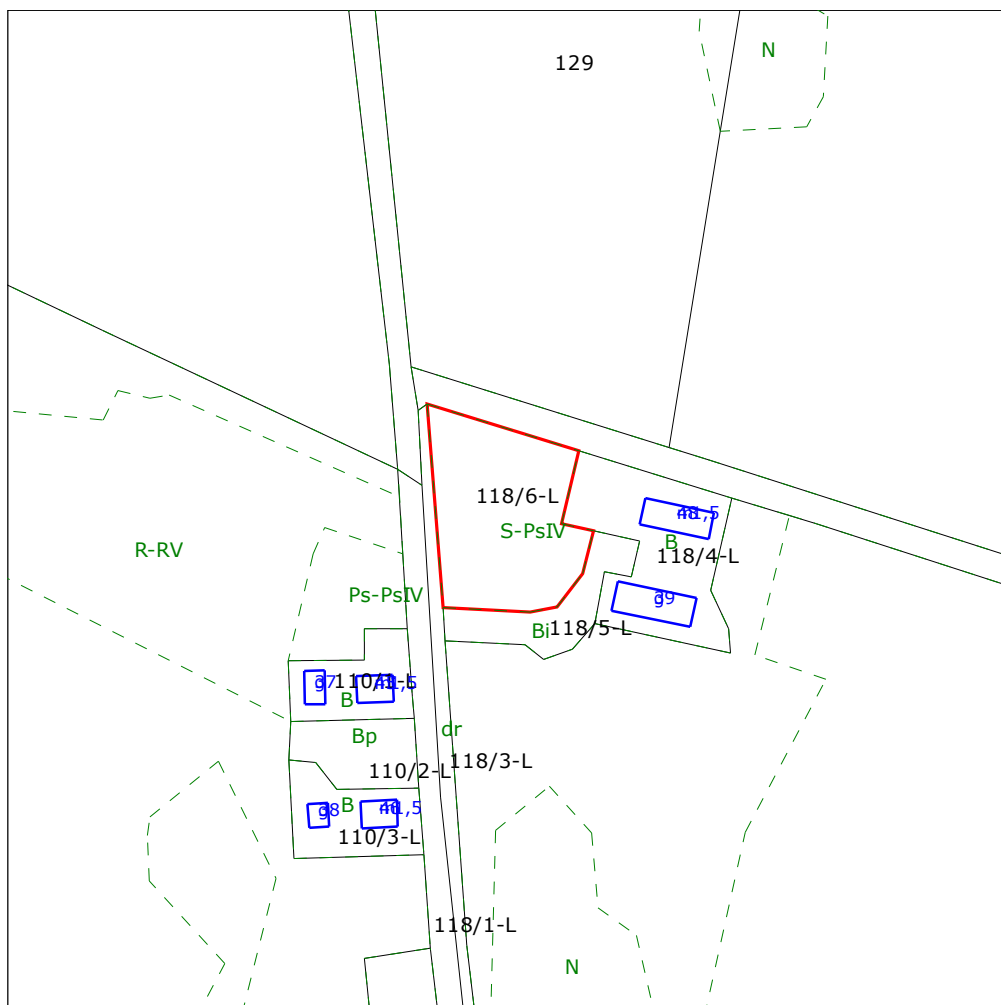 N
129
118/6-L
S-PsIV
B
118/4-L
R-RV
Ps-PsIV
Bi
118/5-L
B
dr
Bp
118/3-L
110/2-L
B
110/3-L
118/1-L
N